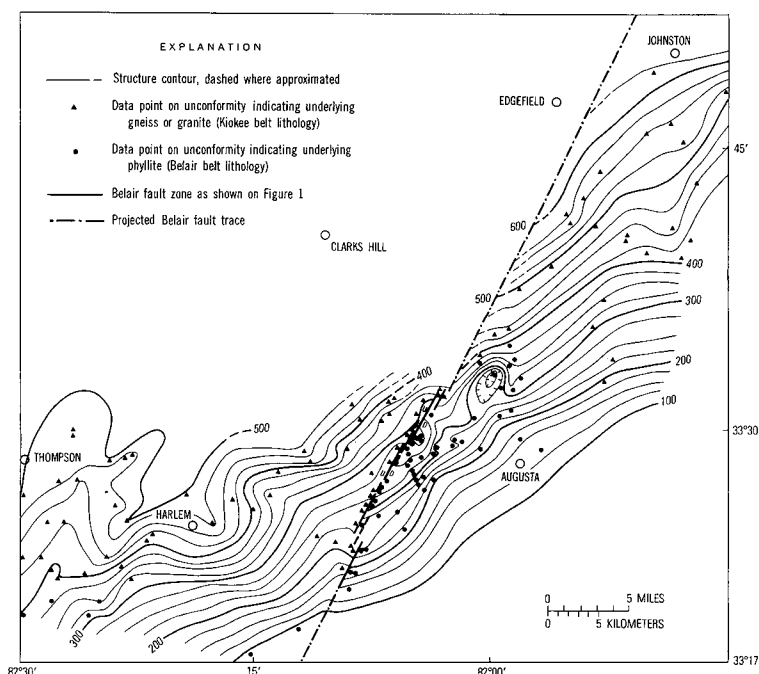 EXPLANATION
Structure contour, dashed where approximated
Data point on unconformity indicating underlying
gneiss or granite (Kiokee belt lithology)
Data point on unconformity indicating underlying
phyllite (Belair belt lithology)
Belair fault zone as shown on Figure 1
Projected Belair fault trace
JOHNSTON
EDGEFIELD
45'
CLARKS HILL
600
400
500
300
400
200
100
500
33°30'
THOMPSON
U
D
AUGUSTA
U D
HARLEM
0 5 MILES
0 5 KILOMETERS
300
200
82°30' 15' 82°00' 33°17'